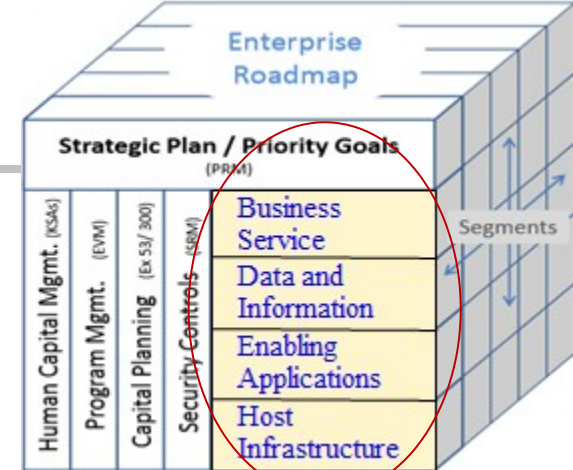 Enterprise
Roadmap
Strategic Plan / Priority Goals
(PRM)
Human Capital Mgmt. (KSAs)
Program Mgmt. (EVM)
Capital Planning (Ex 53/ 300)
Security Controls (SRM)
Business
Service
Data and
Information
Enabling
Applications
Host
Infrastructure
Segments